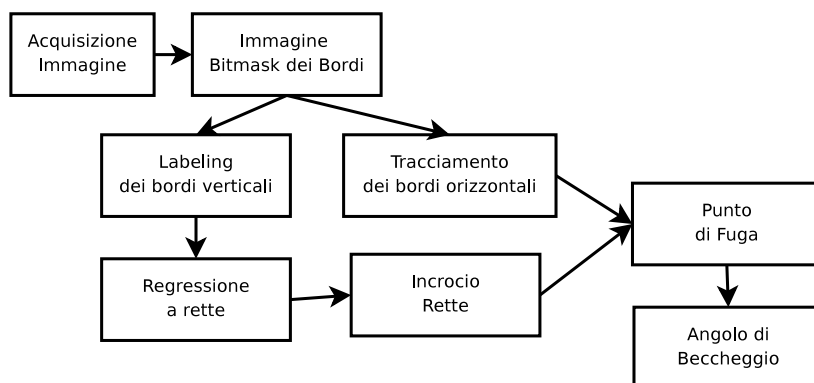 Acquisizione
Immagine
Immagine
Bitmask dei Bordi
Labeling
dei bordi verticali
Tracciamento
dei bordi orizzontali
Punto
di Fuga
Regressione
a rette
Incrocio
Rette
Angolo di
Beccheggio